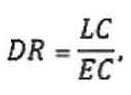 DR = LC/EC,